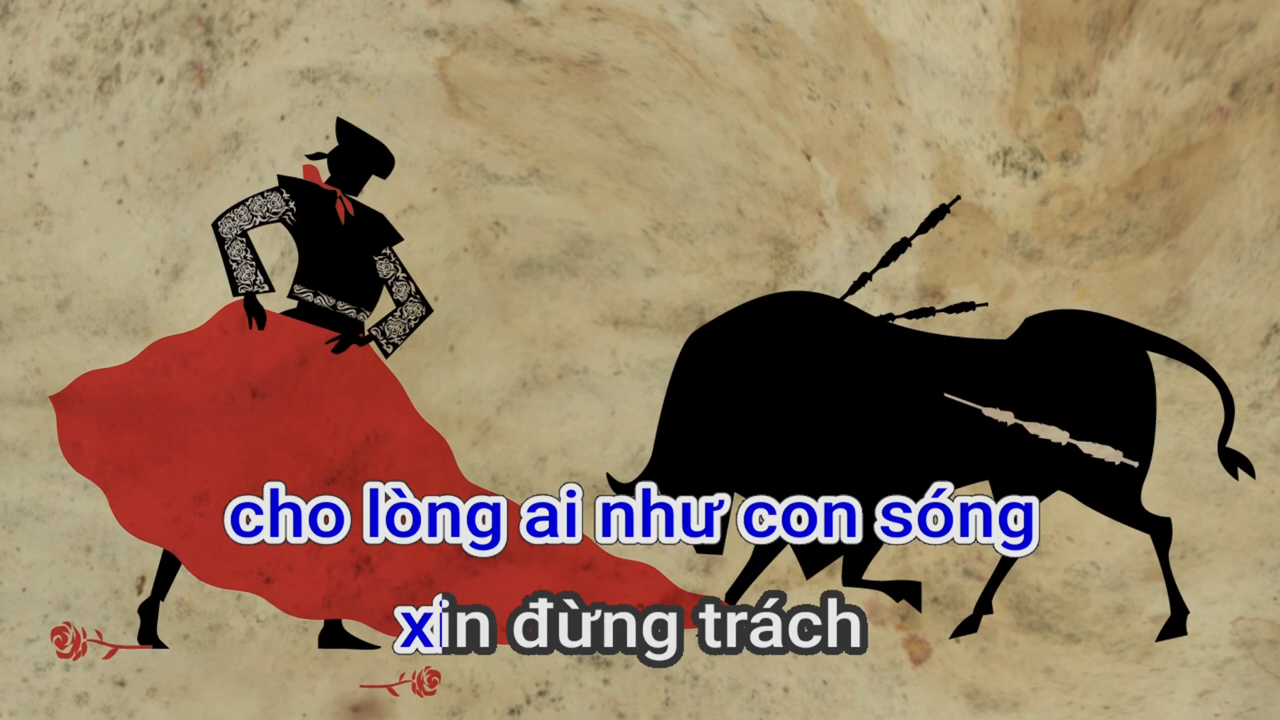 cho lòng ai như con sóng
xin đừng trách